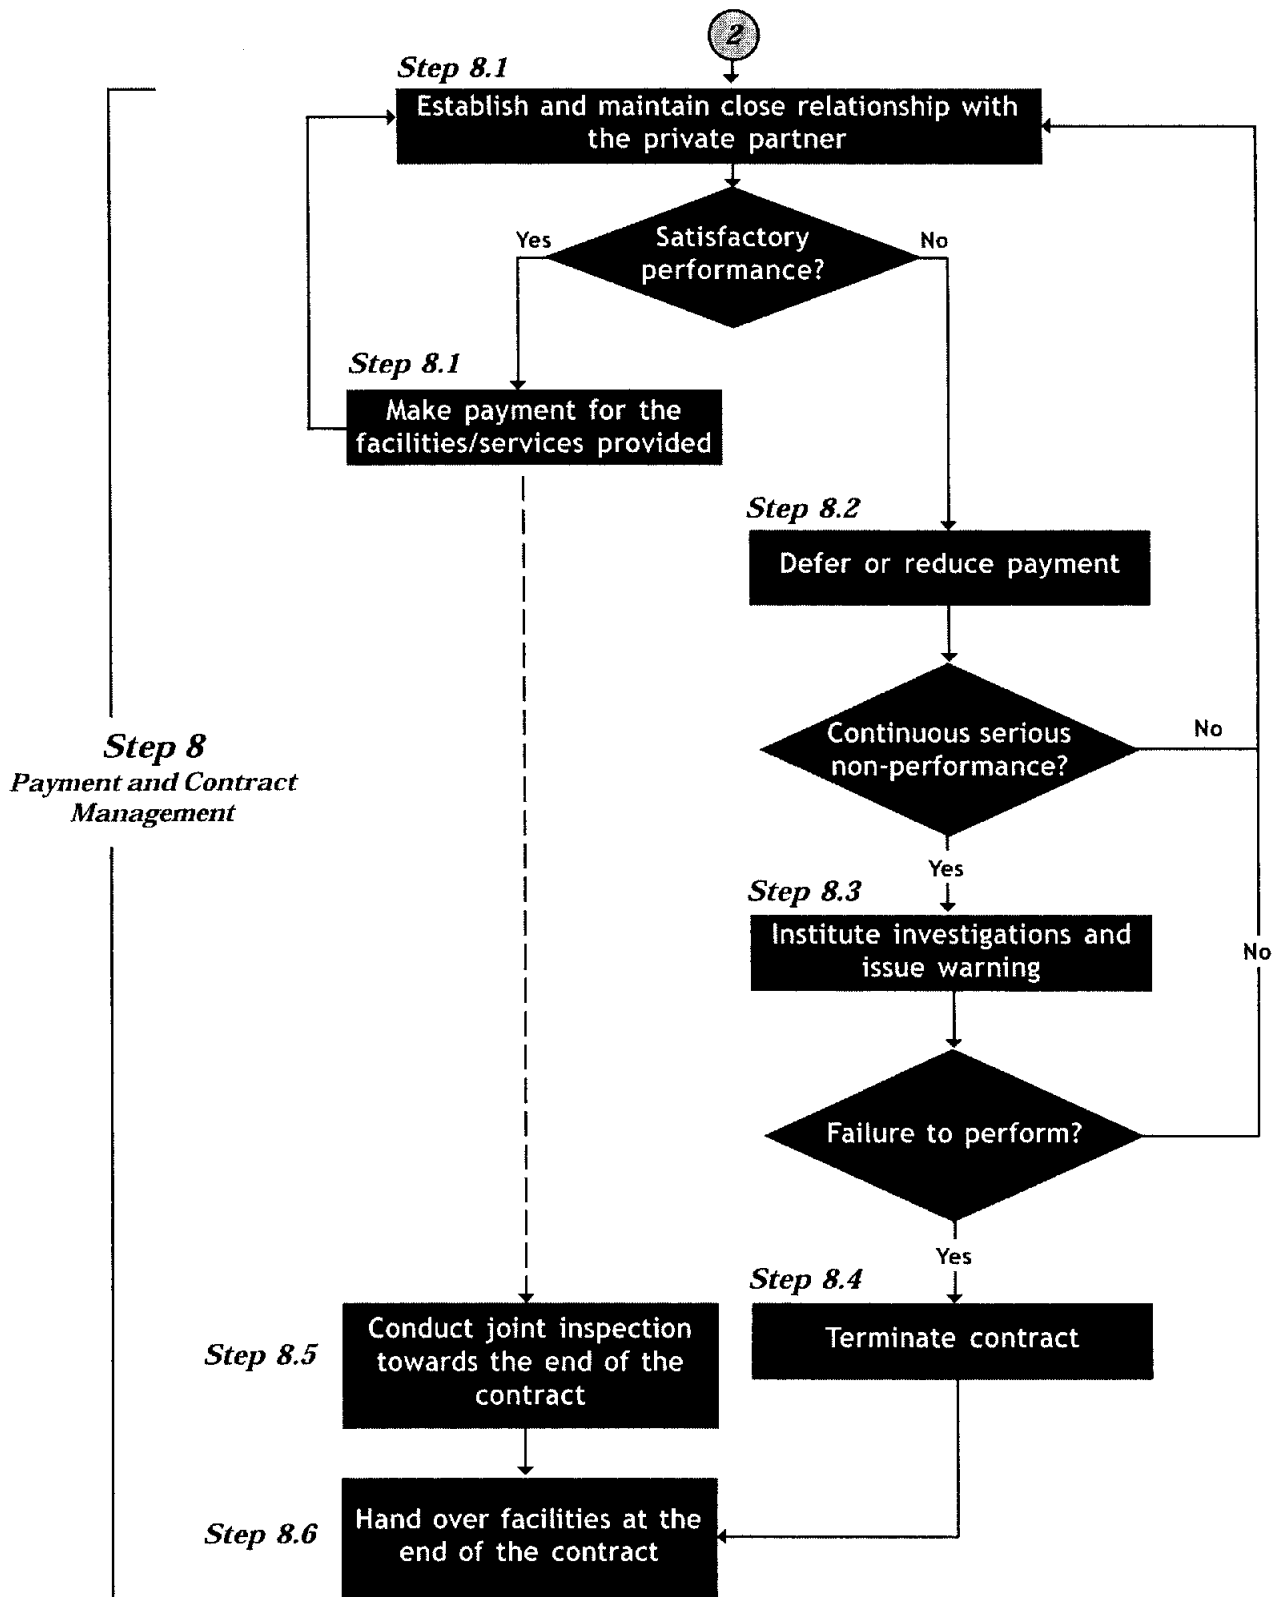 2
Step 8.1
Establish and maintain close relationship with
the private partner
Yes
Satisfactory
performance?
No
Step 8.1
Make payment for the
facilities/services provided
Step 8.2
Defer or reduce payment
Step 8
Payment and Contract
Management
Continuous serious
non-performance?
No
Yes
Step 8.3
Institute investigations and
issue warning
No
Failure to perform?
Yes
Step 8.4
Terminate contract
Step 8.5
Conduct joint inspection
towards the end of the
contract
Step 8.6
Hand over facilities at the
end of the contract